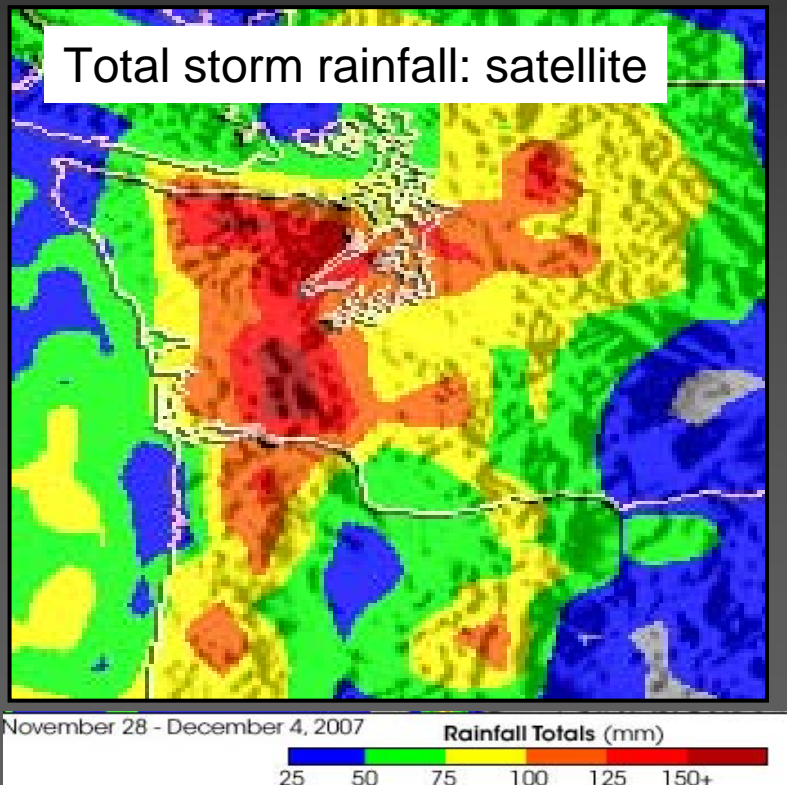 Total storm rainfall: satellite
November 28 - December 4, 2007
Rainfall Totals (mm)
25 50 75 100 125 150+